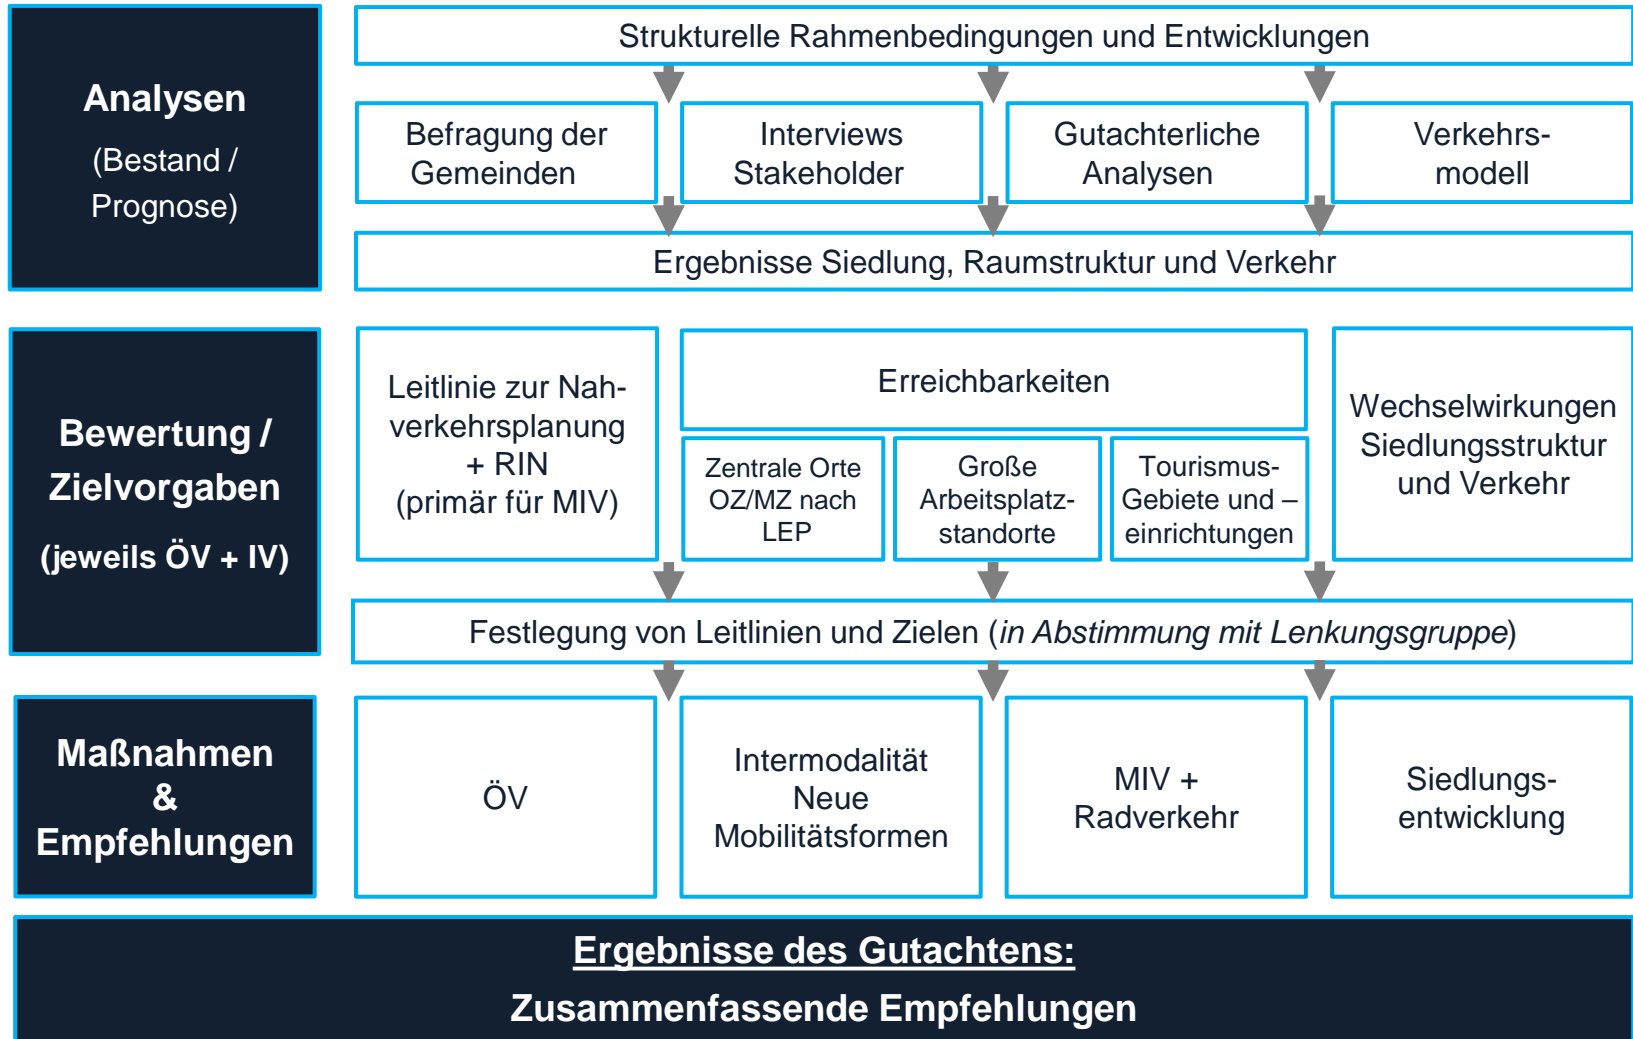 Analysen
(Bestand /
Prognose)
Strukturelle Rahmenbedingungen und Entwicklungen
Befragung der
Gemeinden
Interviews
Stakeholder
Gutachterliche
Analysen
Verkehrs-
modell
Ergebnisse Siedlung, Raumstruktur und Verkehr
Bewertung /
Zielvorgaben
(jeweils ÖV + IV)
Leitlinie zur Nah-
verkehrsplanung
+ RIN
(primär für MIV)
Erreichbarkeiten
Zentrale Orte
OZ/MZ nach
LEP
Große
Arbeitsplatz-
standorte
Tourismus-
Gebiete und –
einrichtungen
Wechselwirkungen
Siedlungsstruktur
und Verkehr
Festlegung von Leitlinien und Zielen (in Abstimmung mit Lenkungsgruppe)
Maßnahmen
&
Empfehlungen
ÖV
Intermodalität
Neue
Mobilitätsformen
MIV +
Radverkehr
Siedlungs-
entwicklung
Ergebnisse des Gutachtens:
Zusammenfassende Empfehlungen